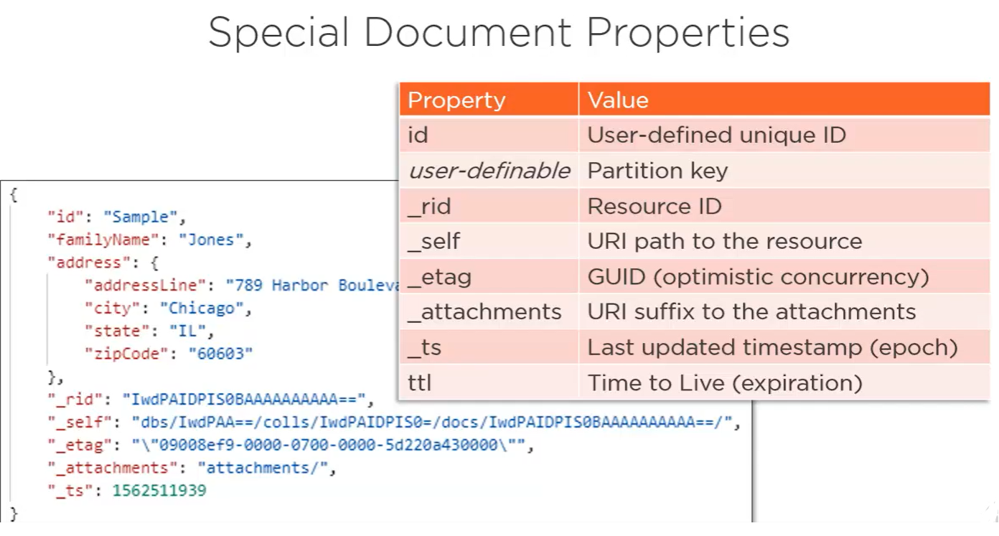 Special Document Properties
Property Value
id User-defined unique ID
user-definable Partition key
_rid Resource ID
_self URI path to the resource
_etag GUID (optimistic concurrency)
_attachments URI suffix to the attachments
_ts Last updated timestamp (epoch)
ttl Time to Live (expiration)
{
"id": "Sample",
"familyName": "Jones",
"address": {
"addressLine": "789 Harbor
"city": "Chicago",
"state": "IL",
"zipCode": "60603"
},
"_rid": "IwdPAIDPIS0BAAAAAAAAAA==",
"_self": "dbs/IwdPAA==/colls/IwdPAIDPIS0=/docs/IwdPAIDPIS0BAAAAAAAAAA==/",
"_etag": "\"09008ef9-0000-0700-0000-5d220a430000\"",
"_attachments": "attachments/",
"_ts": 1562511939
}